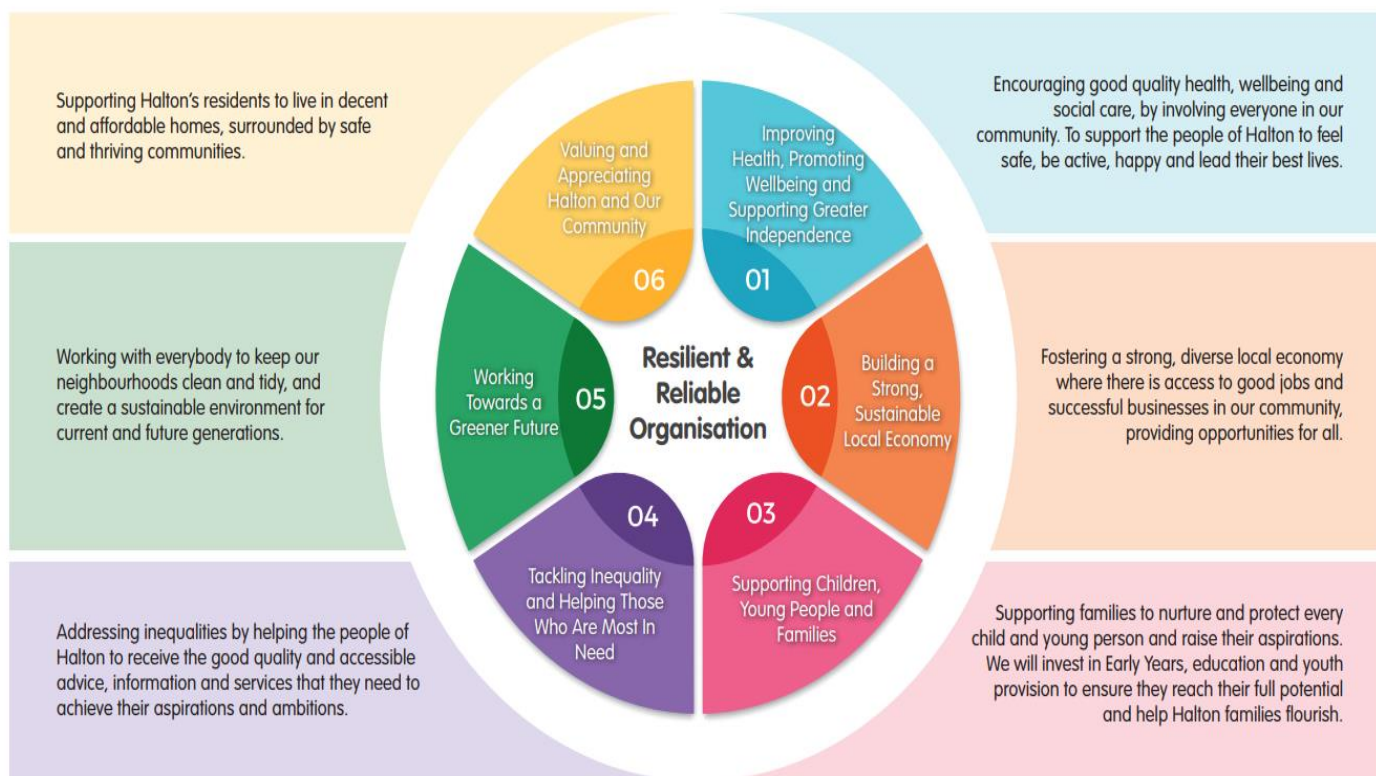 Supporting Halton's residents to live in decent
and affordable homes, surrounded by safe
and thriving communities.
Valuing and
Appreciating
Halton and Our
Community
06
Improving
Health, Promoting
Wellbeing and
Supporting Greater
Independence
01
Encouraging good quality health, wellbeing and
social care, by involving everyone in our
community. To support the people of Halton to feel
safe, be active, happy and lead their best lives.
Working with everybody to keep our
neighbourhoods clean and tidy, and
create a sustainable environment for
current and future generations.
Working
Towards a
Greener Future
05
Resilient &
Reliable
Organisation
02
Building a
Strong,
Sustainable
Local Economy
Fostering a strong, diverse local economy
where there is access to good jobs and
successful businesses in our community,
providing opportunities for all.
Addressing inequalities by helping the people of
Halton to receive the good quality and accessible
advice, information and services that they need to
achieve their aspirations and ambitions.
04
Tackling Inequality
and Helping Those
Who Are Most In
Need
03
Supporting Children,
Young People and
Families
Supporting families to nurture and protect every
child and young person and raise their aspirations.
We will invest in Early Years, education and youth
provision to ensure they reach their full potential
and help Halton families flourish.